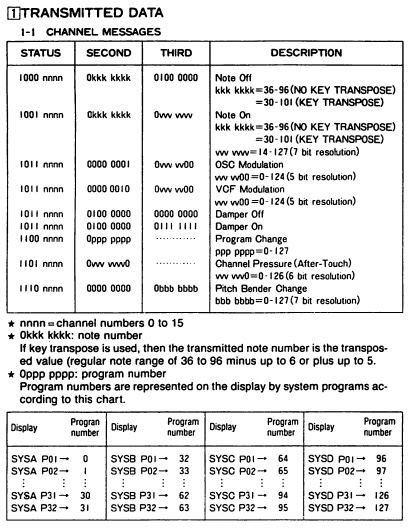 1 TRANSMITTED DATA
1-1 CHANNEL MESSAGES
STATUS SECOND THIRD DESCRIPTION
1000 nnnn 0kkk kkkk 0100 0000 Note Off
kkk kkkk=36-96(NO KEY TRANSPOSE)
=30-101(KEY TRANSPOSE)
1001 nnnn 0kkk kkkk 0vvv vvvv Note On
kkk kkkk=36-96(NO KEY TRANSPOSE)
=30-101(KEY TRANSPOSE)
vvv vvvv=14-127(7 bit resolution)
1011 nnnn 0000 0001 0vvv vv00 OSC Modulation
vvv vv00=0-124(5 bit resolution)
1011 nnnn 0000 0010 0vvv vv00 VCF Modulation
vvv vv00=0-124(5 bit resolution)
1011 nnnn 0100 0000 0000 0000 Damper Off
1011 nnnn 0100 0000 0111 1111 Damper On
1100 nnnn 0ppp pppp ············ Program Change
ppp pppp=0-127
1101 nnnn 0vvv vvv0 ············ Channel Pressure (After-Touch)
vvv vvv0=0-126(6 bit resolution)
1110 nnnn 0000 0000 0bbb bbbb Pitch Bender Change
bbb bbbb=0-127(7 bit resolution)
★ nnnn=channel numbers 0 to 15
★ 0kkk kkkk: note number
If key transpose is used, then the transmitted note number is the transpos-
ed value (regular note range of 36 to 96 minus up to 6 or plus up to 5.
★ 0ppp pppp: program number
Program numbers are represented on the display by system programs ac-
cording to this chart.
Display Progran number Display Program number Display Program number Display Program number
SYSA P01→ 0 SYSB P01→ 32 SYSC P01→ 64 SYSD P01→ 96
SYSA P02→ 1 SYSB P02→ 33 SYSC P02→ 65 SYSD P02→ 97
: : : : : : : : : : : :
SYSA P31→ 30 SYSB P31→ 62 SYSC P31→ 94 SYSD P31→ 126
SYSA P32→ 31 SYSB P32→ 63 SYSC P32→ 95 SYSD P32→ 127